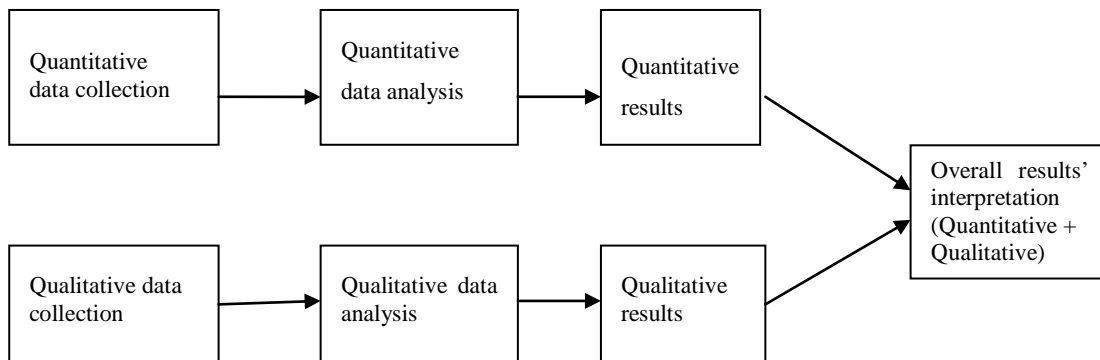 Quantitative
data collection
Quantitative
data analysis
Quantitative
results
Overall results’
interpretation
(Quantitative +
Qualitative)
Qualitative data
collection
Qualitative data
analysis
Qualitative
results